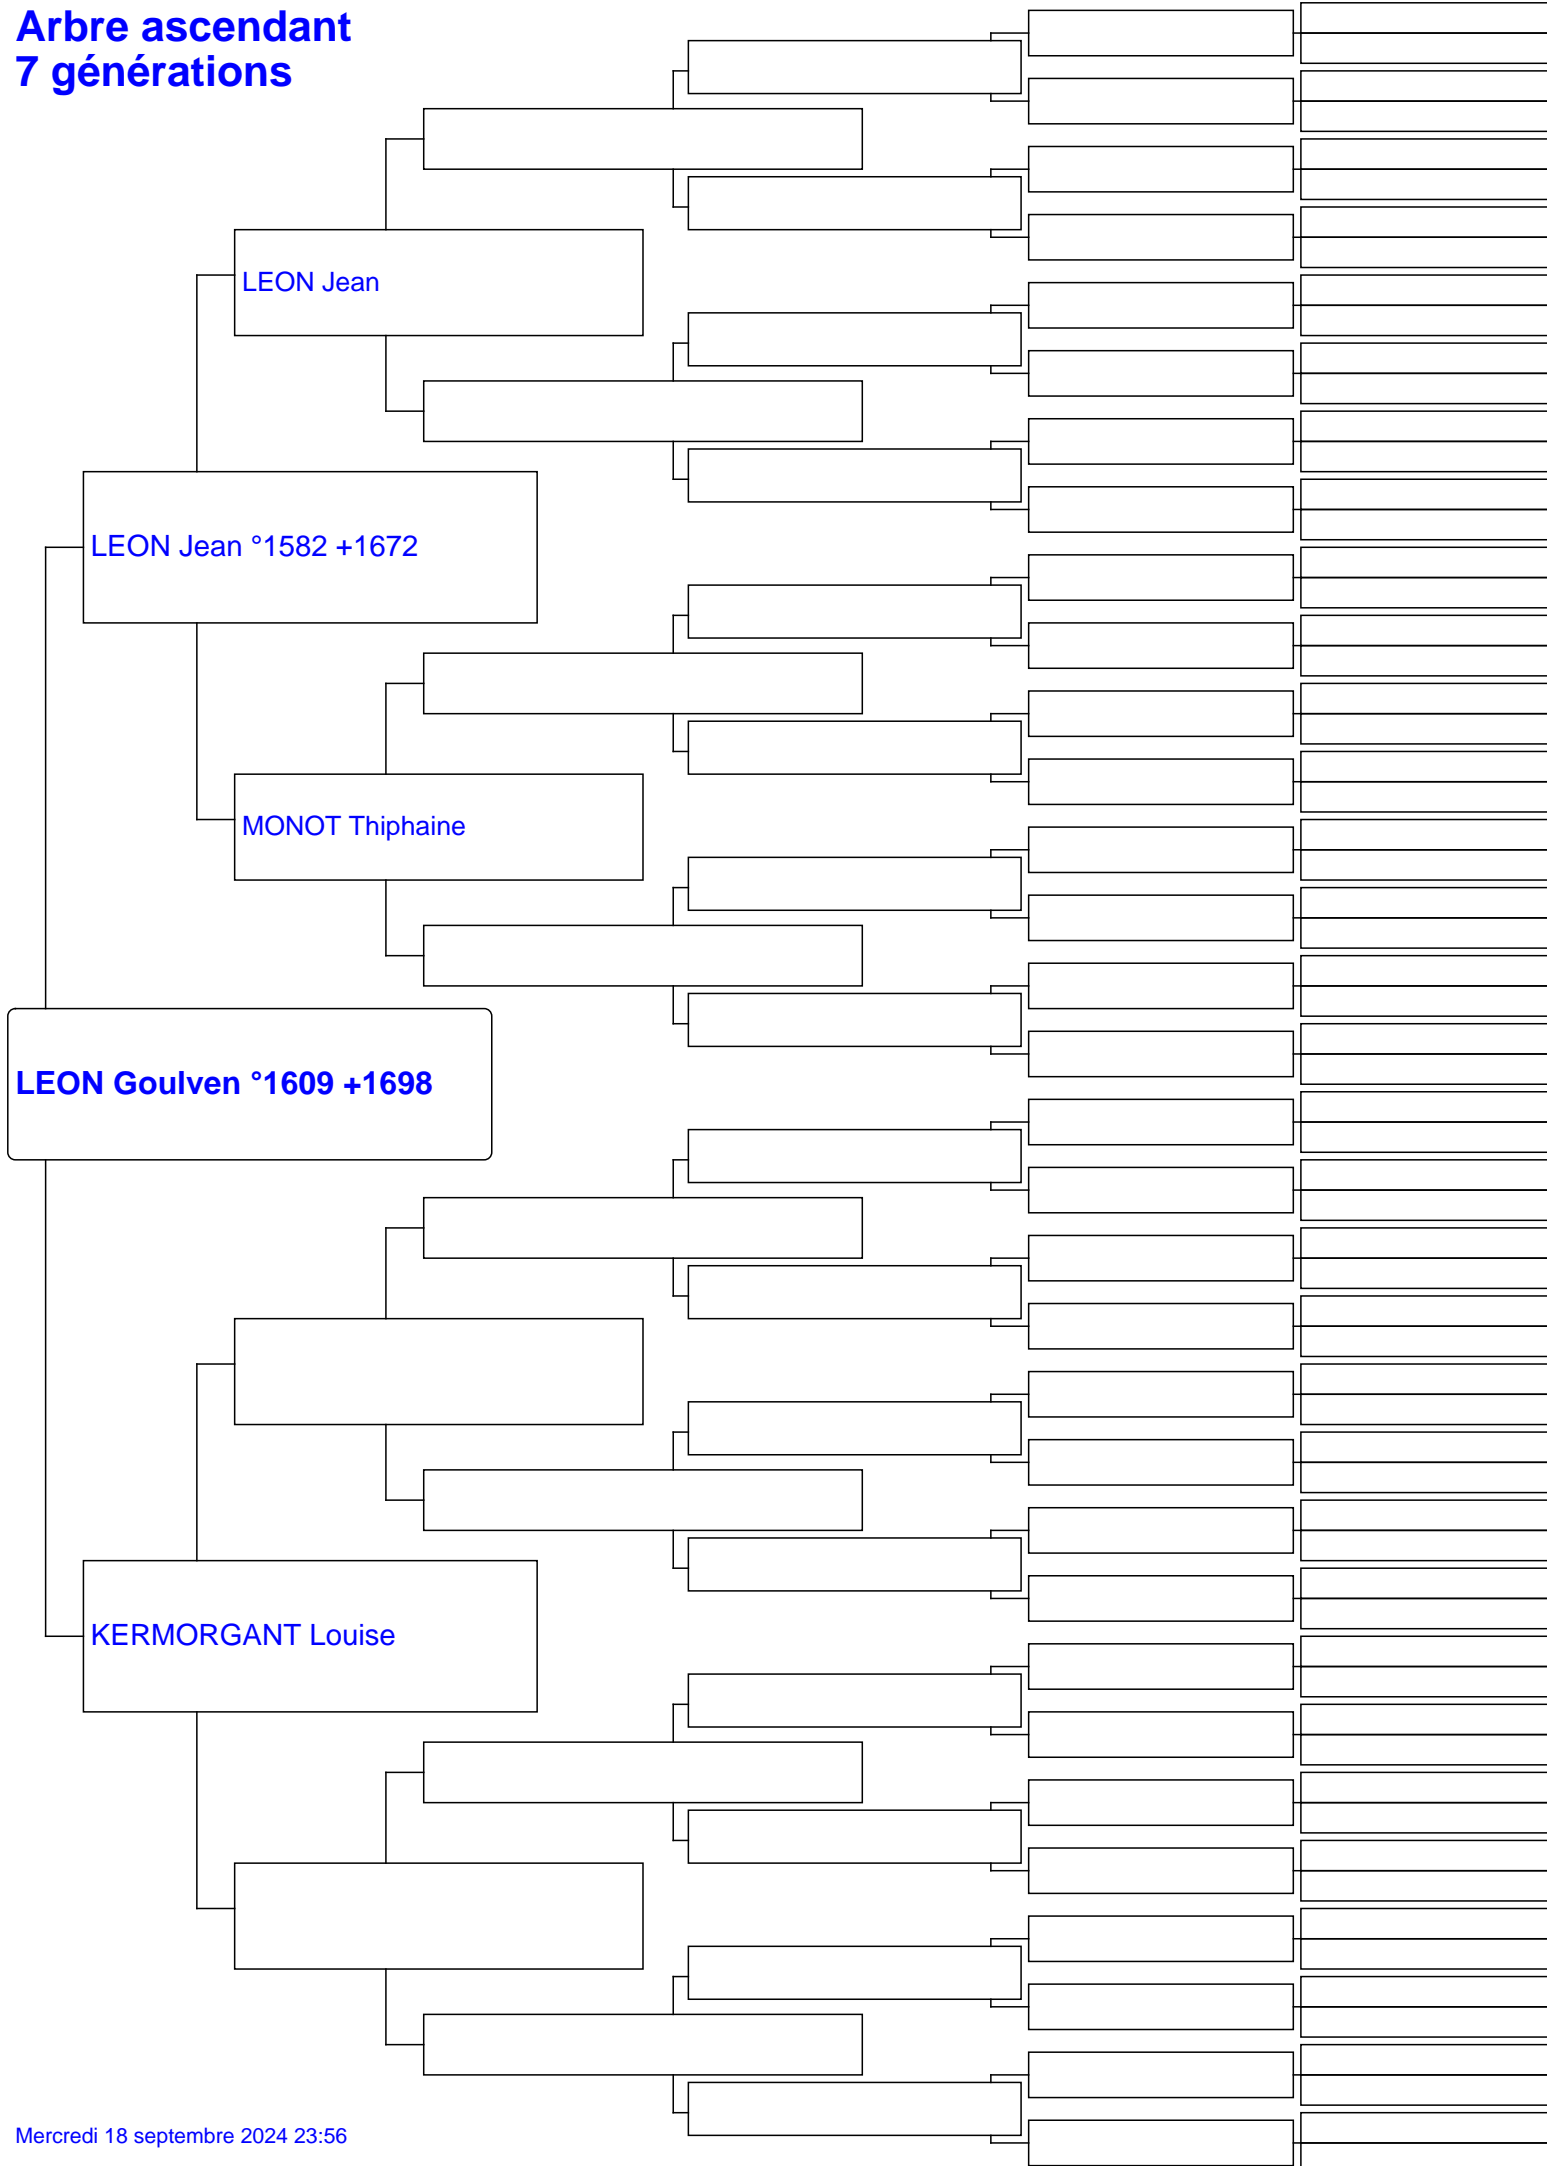 Arbre ascendant
7 générations
LEON Jean
LEON Jean °1582 +1672
MONOT Thiphaine
LEON Goulven °1609 +1698
KERMORGANT Louise
Mercredi 18 septembre 2024 23:56